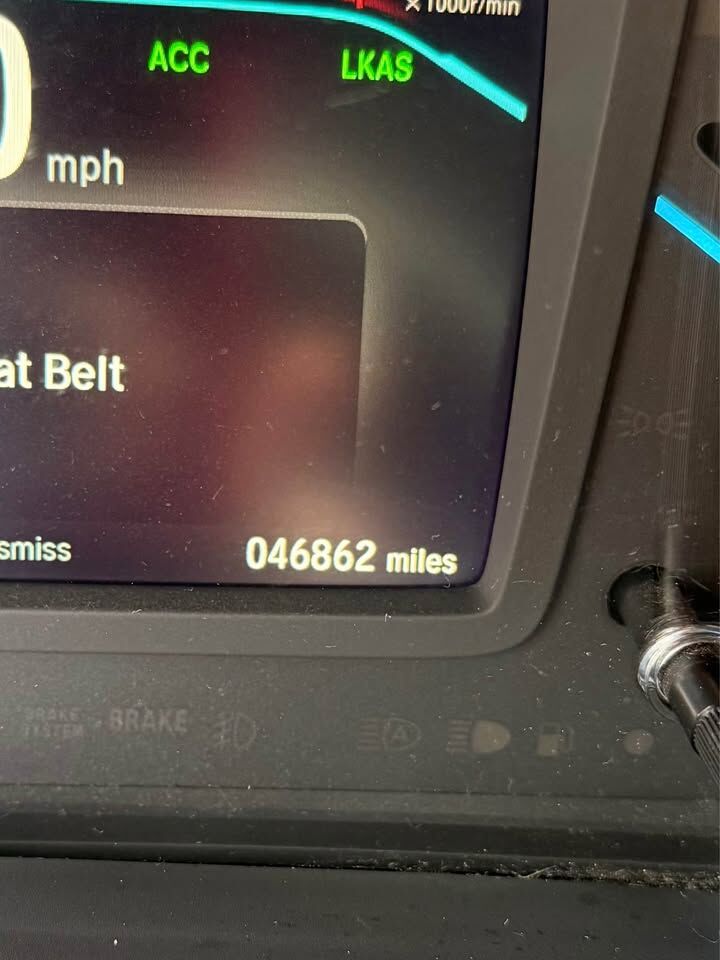 × 1000r/min
ACC LKAS
mph
at Belt
smiss 046862 miles
BRAKE SYSTEM BRAKE
A